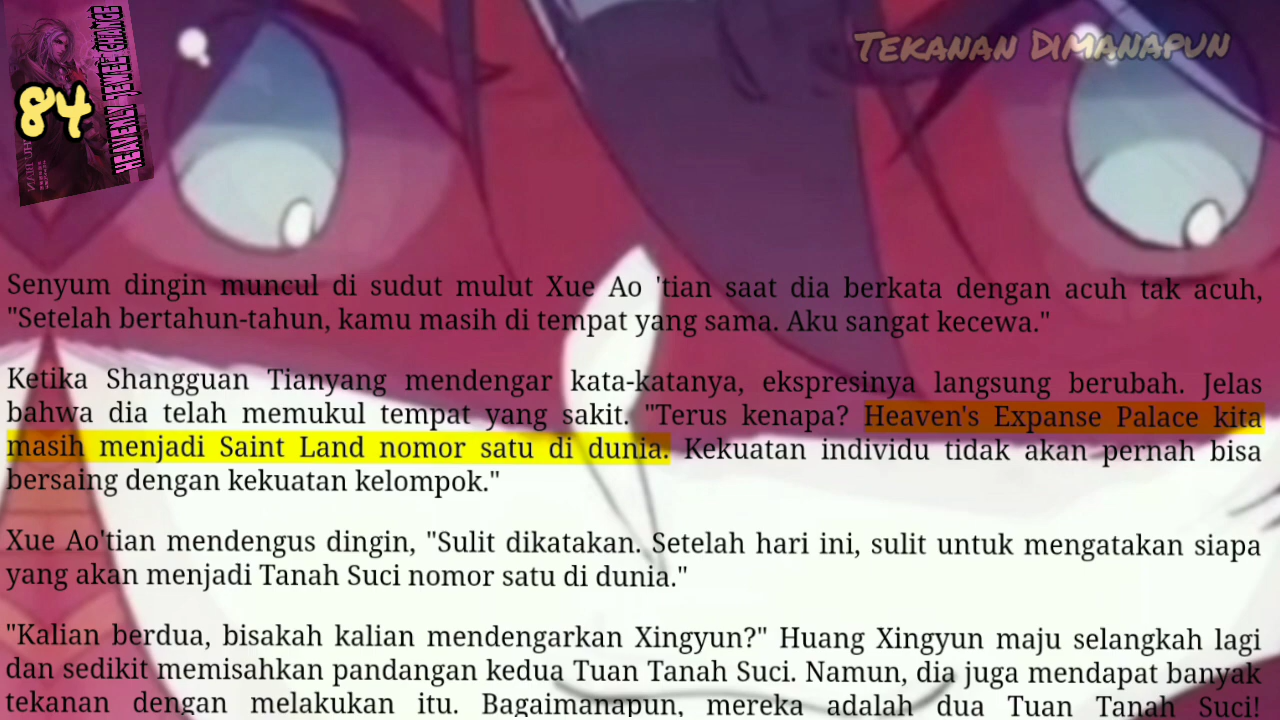 84
HEAVENLY JEWEL CHANGE
TEKANAN DIMANAPUN
Senyum dingin muncul di sudut mulut Xue Ao 'tian saat dia berkata dengan acuh tak acuh,
"Setelah bertahun-tahun, kamu masih di tempat yang sama. Aku sangat kecewa."
Ketika Shangguan Tianyang mendengar kata-katanya, ekspresinya langsung berubah. Jelas
bahwa dia telah memukul tempat yang sakit. "Terus kenapa? Heaven's Expanse Palace kita
masih menjadi Saint Land nomor satu di dunia. Kekuatan individu tidak akan pernah bisa
bersaing dengan kekuatan kelompok."
Xue Ao'tian mendengus dingin, "Sulit dikatakan. Setelah hari ini, sulit untuk mengatakan siapa
yang akan menjadi Tanah Suci nomor satu di dunia."
"Kalian berdua, bisakah kalian mendengarkan Xingyun?" Huang Xingyun maju selangkah lagi
dan sedikit memisahkan pandangan kedua Tuan Tanah Suci. Namun, dia juga mendapat banyak
tekanan dengan melakukan itu. Bagaimanapun, mereka adalah dua Tuan Tanah Suci!